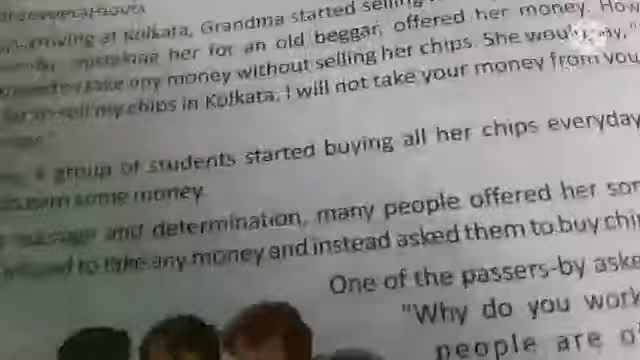 at Kolkata, Grandma started selling
her for an old beggar, offered her money. How
take any money without selling her chips. She would say, "
sell my chips in Kolkata. I will not take your money from you
a group of students started buying all her chips everyday
earn some money.
and determination, many people offered her som
to take any money and instead asked them to buy chi
One of the passers-by aske
"Why do you work
people are o